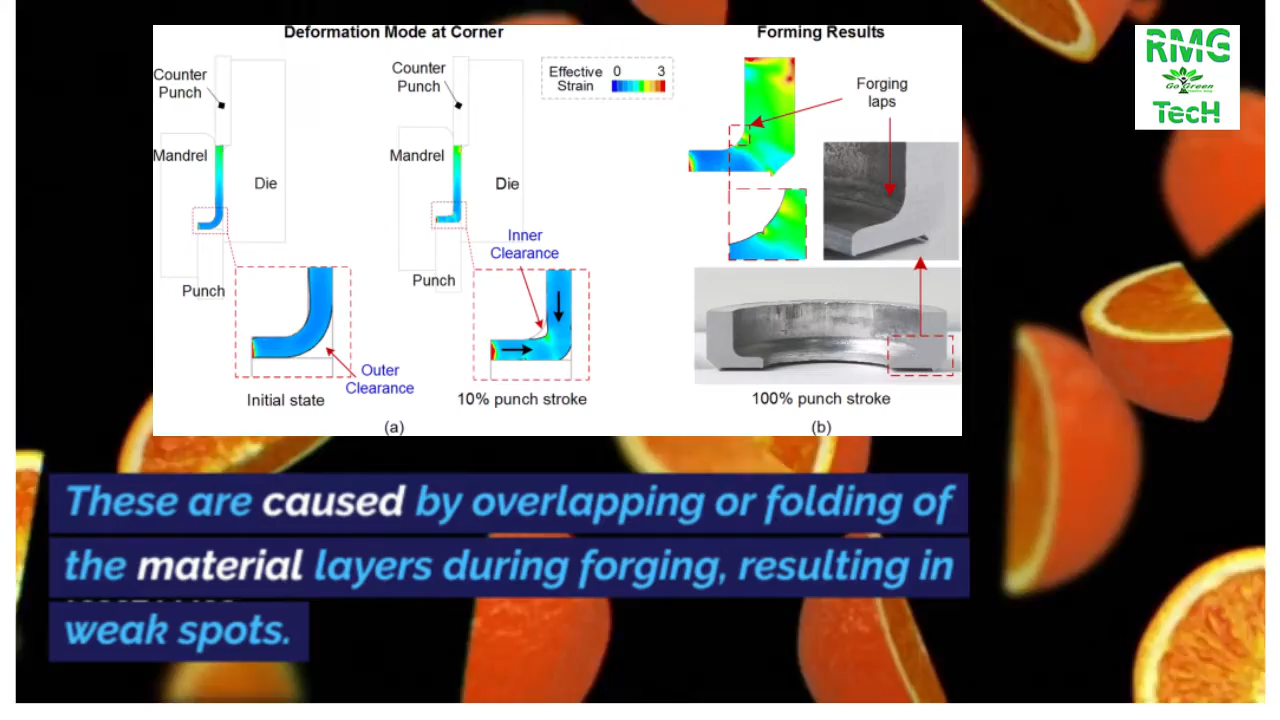 Deformation Mode at Corner
Forming Results
Counter
Punch
Mandrel
Die
Punch
Outer
Clearance
Initial state
Counter
Punch
Mandrel
Die
Punch
Inner
Clearance
10% punch stroke
Effective
Strain
0
3
(a)
Forging
laps
100% punch stroke
(b)
RMG
Go Green
TecH
These are caused by overlapping or folding of
the material layers during forging, resulting in
weak spots.